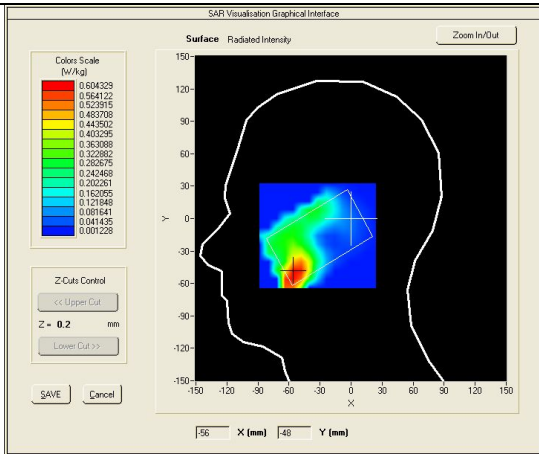 SAR Visualisation Graphical Interface
Surface Radiated Intensity
Zoom In/Out
Colors Scale
(W/kg)
0.604329
0.564122
0.523915
0.483708
0.443502
0.403295
0.363088
0.322882
0.282675
0.242468
0.202261
0.162055
0.121848
0.081641
0.041435
0.001228
Z-Cuts Control
<< Upper Cut
Z = 0.2 mm
Lower Cut >>
SAVE Cancel
150
120
90
60
30
0
-30
-60
-90
-120
-150
Y
-150 -120 -90 -60 -30 0 30 60 90 120 150
X
-56 X (mm) -48 Y (mm)